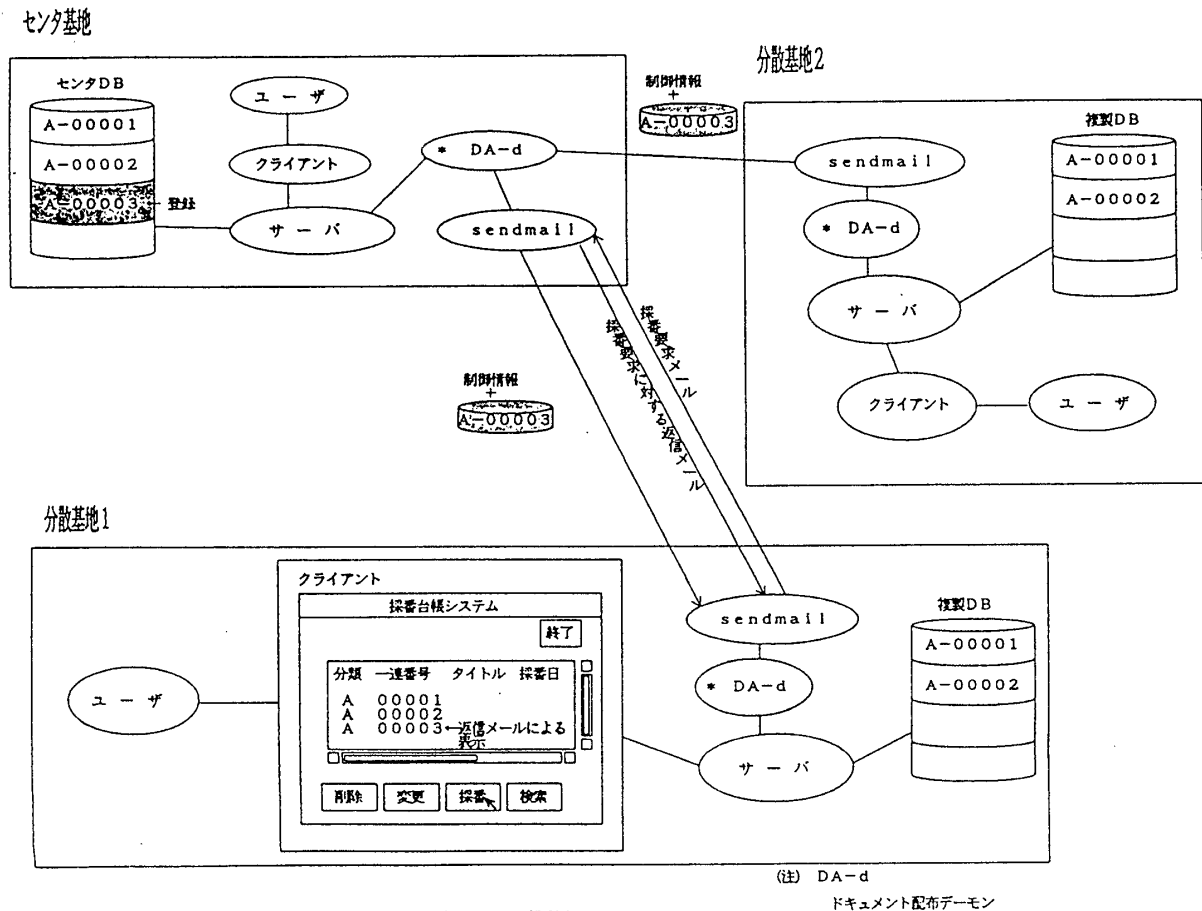 センタ基地
センタDB
A-00001
A-00002
A-00003
登録
ユーザ
クライアント
サーバ
* DA-d
sendmail
制御情報
+
A-00003
分散基地2
sendmail
* DA-d
サーバ
クライアント
ユーザ
複製DB
A-00001
A-00002
採番要求メール
採番要求に対する返信メール
制御情報
+
A-00003
分散基地1
ユーザ
クライアント
採番台帳システム
終了
分類 一連番号 タイトル 採番日
A 00001
A 00002
A 00003←返信メールによる
表示
削除 変更 採番 検索
sendmail
* DA-d
サーバ
複製DB
A-00001
A-00002
(注) DA-d
ドキュメント配布デーモン